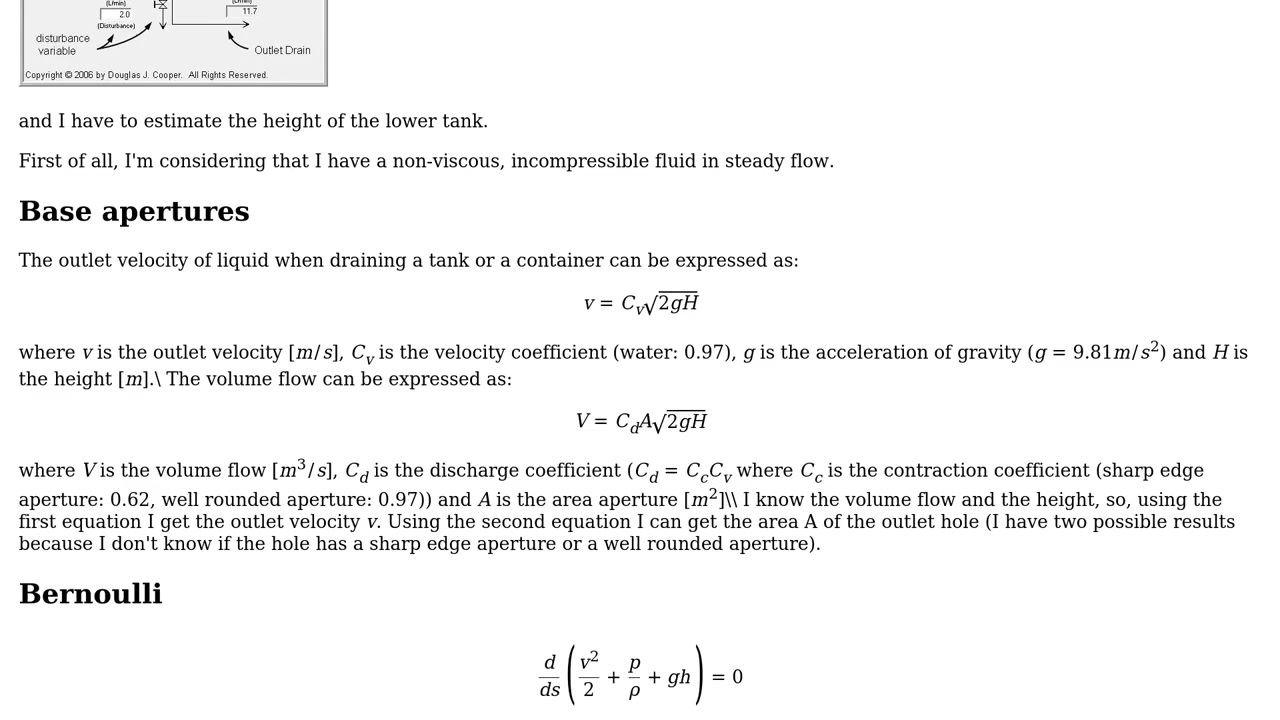 (L/min) (L/min)
2.0 11.7
(Disturbance)
disturbance
variable
Outlet Drain
Copyright © 2006 by Douglas J. Cooper. All Rights Reserved.
and I have to estimate the height of the lower tank.
First of all, I'm considering that I have a non-viscous, incompressible fluid in steady flow.
Base apertures
The outlet velocity of liquid when draining a tank or a container can be expressed as:
v = C_v√2gH
where v is the outlet velocity [m/s], C_v is the velocity coefficient (water: 0.97), g is the acceleration of gravity (g = 9.81m/s²) and H is
the height [m].\ The volume flow can be expressed as:
V = C_dA√2gH
where V is the volume flow [m³/s], C_d is the discharge coefficient (C_d = C_cC_v where C_c is the contraction coefficient (sharp edge
aperture: 0.62, well rounded aperture: 0.97)) and A is the area aperture [m²]\\ I know the volume flow and the height, so, using the
first equation I get the outlet velocity v. Using the second equation I can get the area A of the outlet hole (I have two possible results
because I don't know if the hole has a sharp edge aperture or a well rounded aperture).
Bernoulli
d/ds (v²/2 + p/ρ + gh) = 0